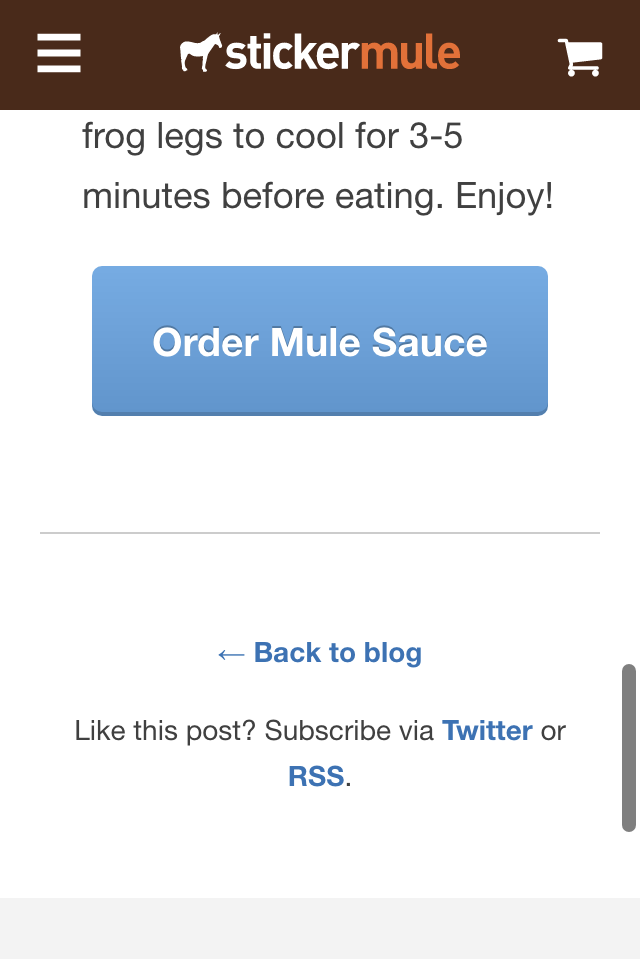 stickermule
frog legs to cool for 3-5
minutes before eating. Enjoy!
Order Mule Sauce
← Back to blog
Like this post? Subscribe via Twitter or
RSS.